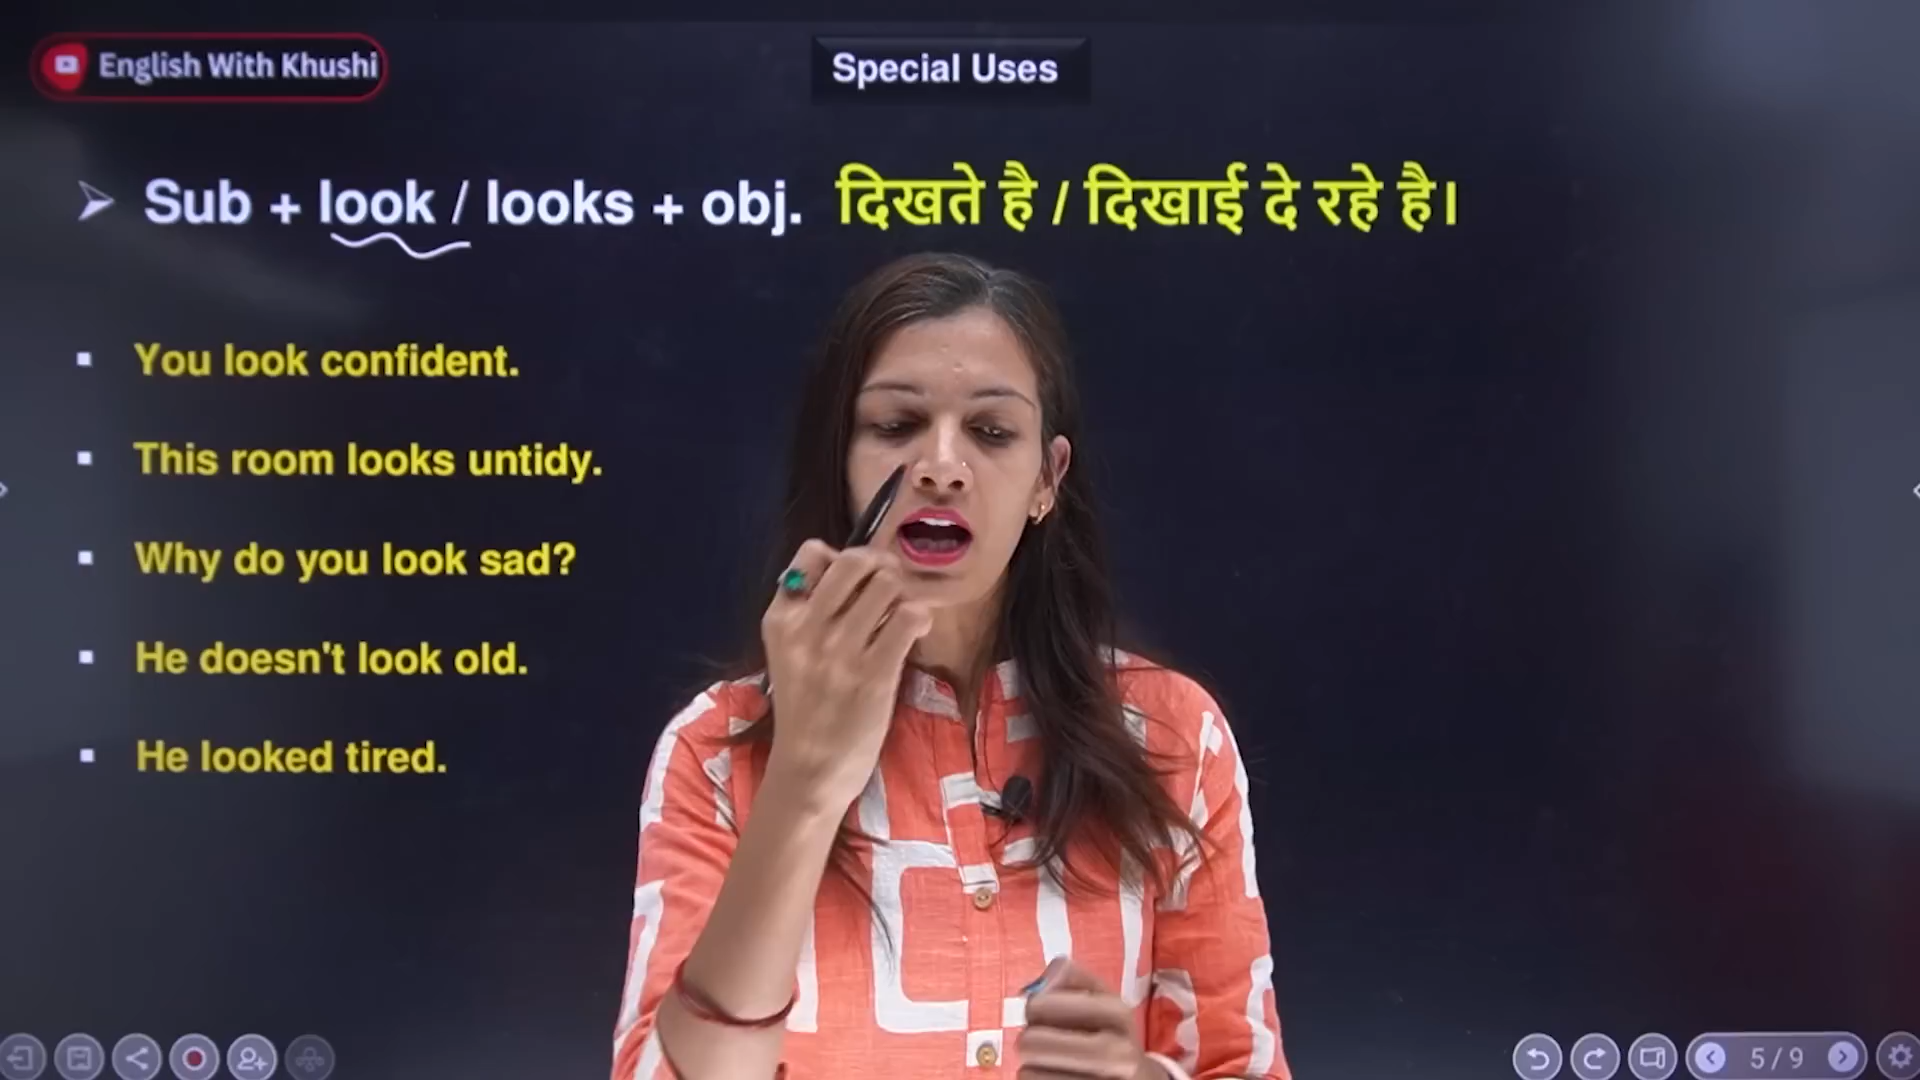 English With Khushi
Special Uses
Sub + look / looks + obj. दिखते है / दिखाई दे रहे है।
You look confident.
This room looks untidy.
Why do you look sad?
He doesn't look old.
He looked tired.
5 / 9